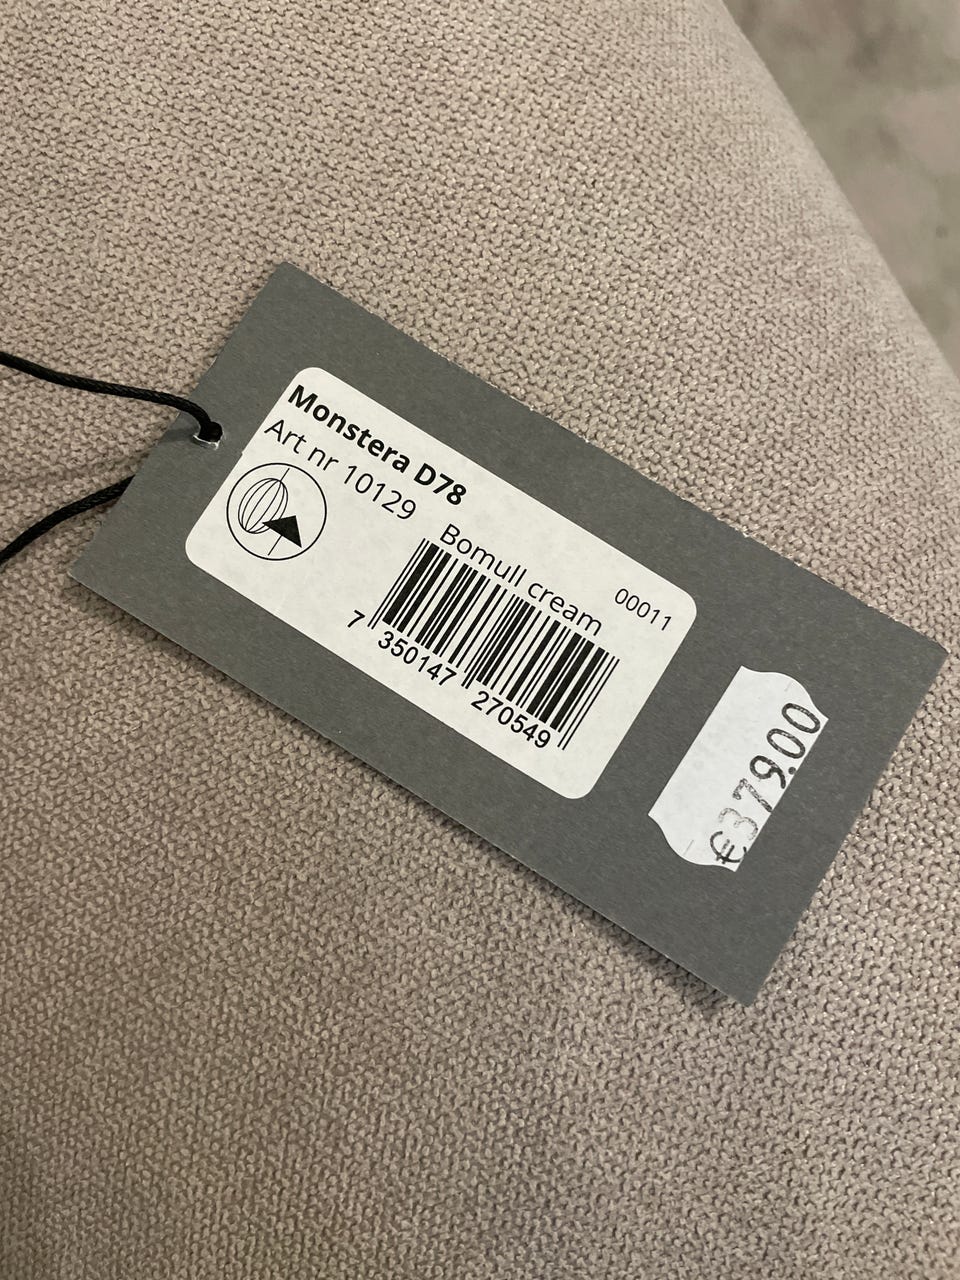 Monstera D78
Art nr 10129
Bomull cream
00011
7 350147 270549
€379.00